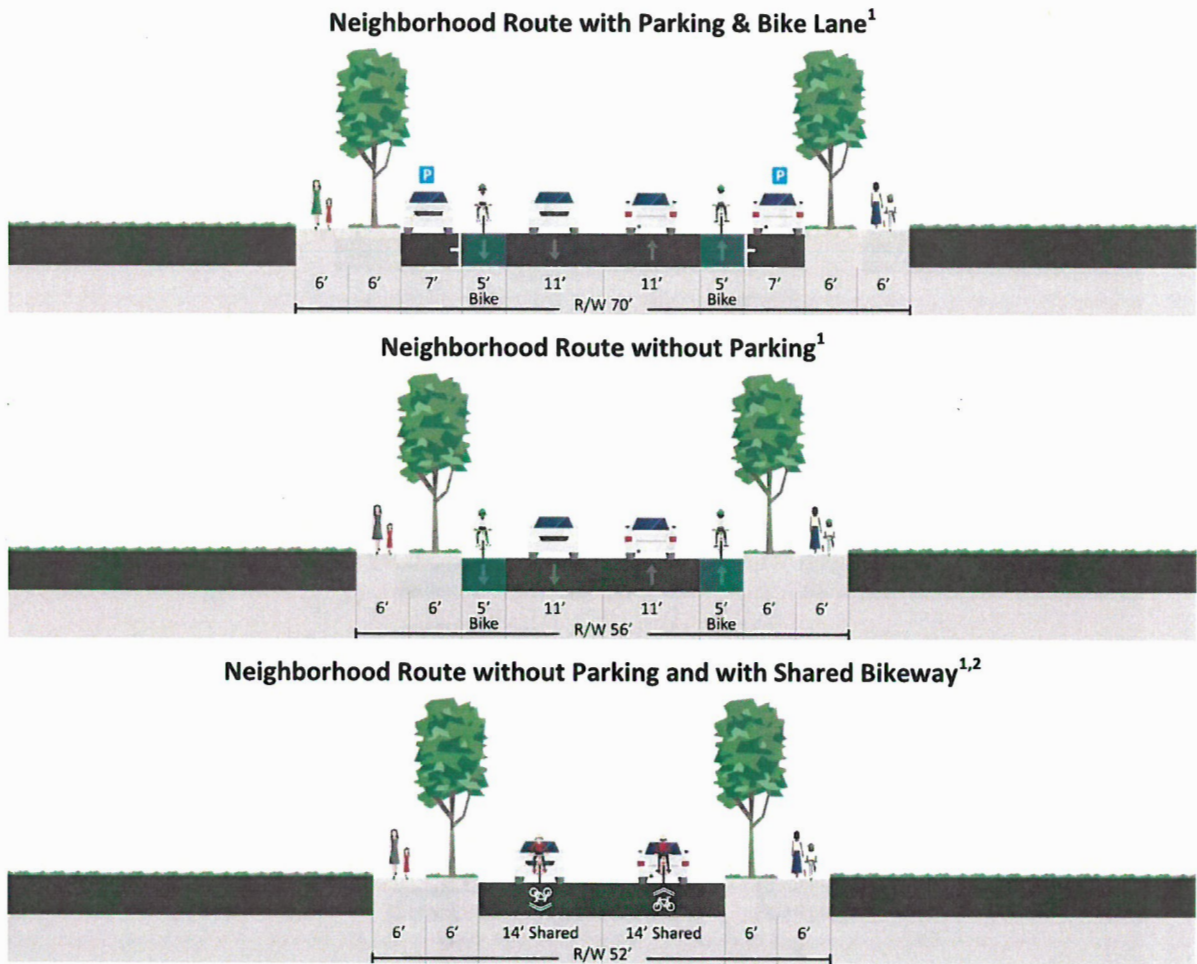 Neighborhood Route with Parking & Bike Lane1
P P
6’ 6’ 7’ 5’ 11’ 11’ 5’ 7’ 6’ 6’
Bike Bike
R/W 70’
Neighborhood Route without Parking1
6’ 6’ 5’ 11’ 11’ 5’ 6’ 6’
Bike Bike
R/W 56’
Neighborhood Route without Parking and with Shared Bikeway1,2
6’ 6’ 14’ Shared 14’ Shared 6’ 6’
R/W 52’